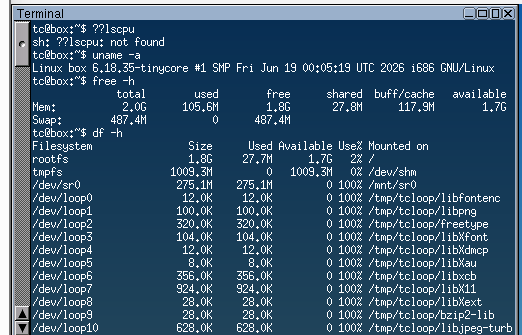 Terminal
tc@box:~$ ??lscpu
sh: ??lscpu: not found
tc@box:~$ uname -a
Linux box 6.18.35-tinycore #1 SMP Fri Jun 19 00:05:19 UTC 2026 i686 GNU/Linux
tc@box:~$ free -h
total used free shared buff/cache available
Mem: 2.0G 105.6M 1.8G 27.8M 117.9M 1.7G
Swap: 487.4M 0 487.4M
tc@box:~$ df -h
Filesystem Size Used Available Use% Mounted on
rootfs 1.8G 27.7M 1.7G 2% /
tmpfs 1009.3M 0 1009.3M 0% /dev/shm
/dev/sr0 275.1M 275.1M 0 100% /mnt/sr0
/dev/loop0 12.0K 12.0K 0 100% /tmp/tcloop/libfontenc
/dev/loop1 100.0K 100.0K 0 100% /tmp/tcloop/libpng
/dev/loop2 320.0K 320.0K 0 100% /tmp/tcloop/freetype
/dev/loop3 104.0K 104.0K 0 100% /tmp/tcloop/libXfont
/dev/loop4 12.0K 12.0K 0 100% /tmp/tcloop/libXdmcp
/dev/loop5 8.0K 8.0K 0 100% /tmp/tcloop/libXau
/dev/loop6 356.0K 356.0K 0 100% /tmp/tcloop/libxcb
/dev/loop7 924.0K 924.0K 0 100% /tmp/tcloop/libX11
/dev/loop8 28.0K 28.0K 0 100% /tmp/tcloop/libXext
/dev/loop9 28.0K 28.0K 0 100% /tmp/tcloop/bzip2-lib
/dev/loop10 628.0K 628.0K 0 100% /tmp/tcloop/libjpeg-turb